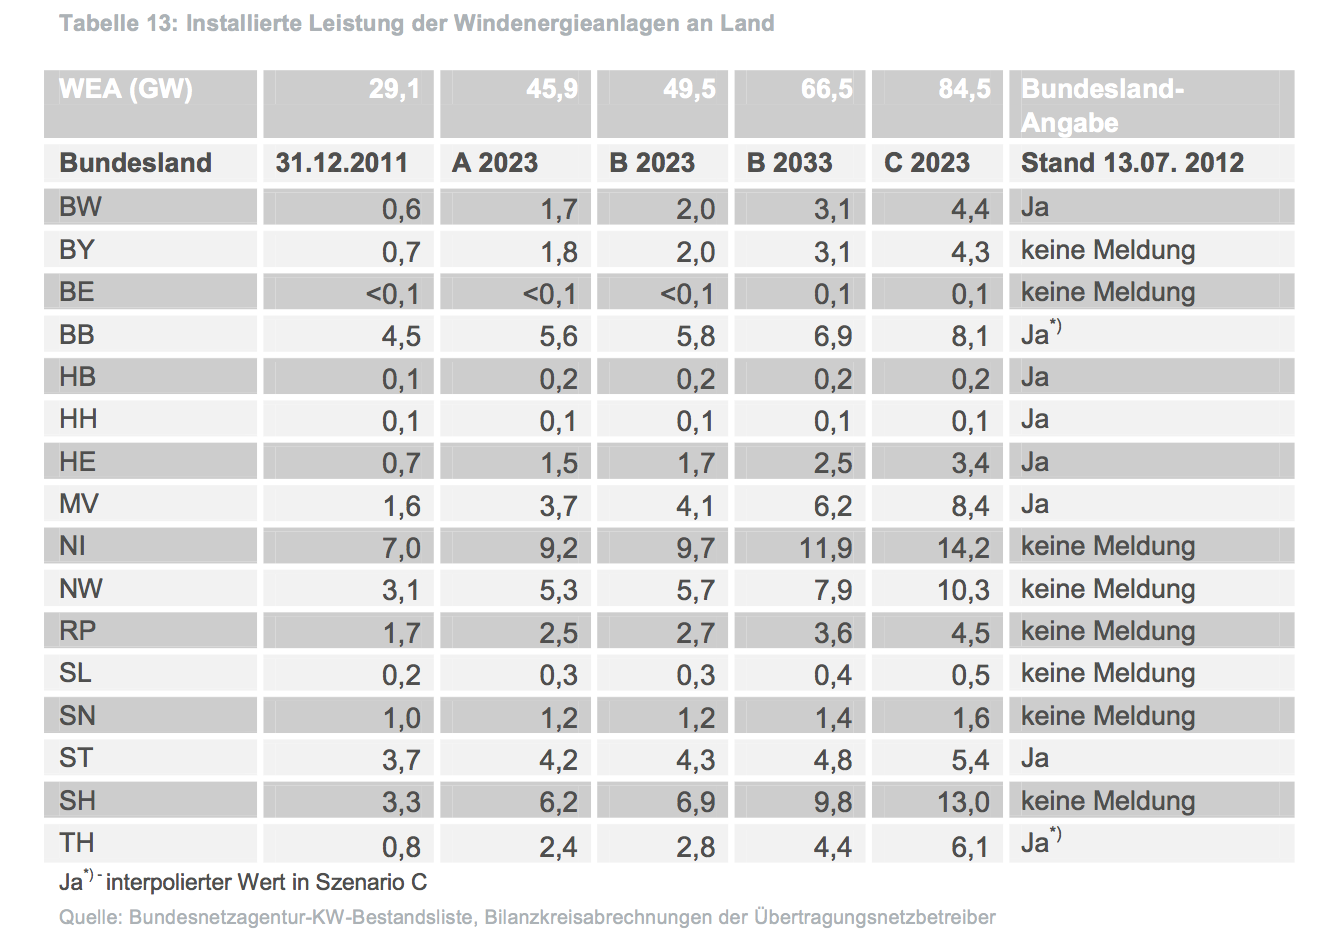 Tabelle 13: Installierte Leistung der Windenergieanlagen an Land
WEA (GW) 29,1 45,9 49,5 66,5 84,5 Bundesland-
Angabe
Bundesland 31.12.2011 A 2023 B 2023 B 2033 C 2023 Stand 13.07. 2012
BW 0,6 1,7 2,0 3,1 4,4 Ja
BY 0,7 1,8 2,0 3,1 4,3 keine Meldung
BE <0,1 <0,1 <0,1 0,1 0,1 keine Meldung
BB 4,5 5,6 5,8 6,9 8,1 Ja*)
HB 0,1 0,2 0,2 0,2 0,2 Ja
HH 0,1 0,1 0,1 0,1 0,1 Ja
HE 0,7 1,5 1,7 2,5 3,4 Ja
MV 1,6 3,7 4,1 6,2 8,4 Ja
NI 7,0 9,2 9,7 11,9 14,2 keine Meldung
NW 3,1 5,3 5,7 7,9 10,3 keine Meldung
RP 1,7 2,5 2,7 3,6 4,5 keine Meldung
SL 0,2 0,3 0,3 0,4 0,5 keine Meldung
SN 1,0 1,2 1,2 1,4 1,6 keine Meldung
ST 3,7 4,2 4,3 4,8 5,4 Ja
SH 3,3 6,2 6,9 9,8 13,0 keine Meldung
TH 0,8 2,4 2,8 4,4 6,1 Ja*)
Ja*) - interpolierter Wert in Szenario C
Quelle: Bundesnetzagentur-KW-Bestandsliste, Bilanzkreisabrechnungen der Übertragungsnetzbetreiber